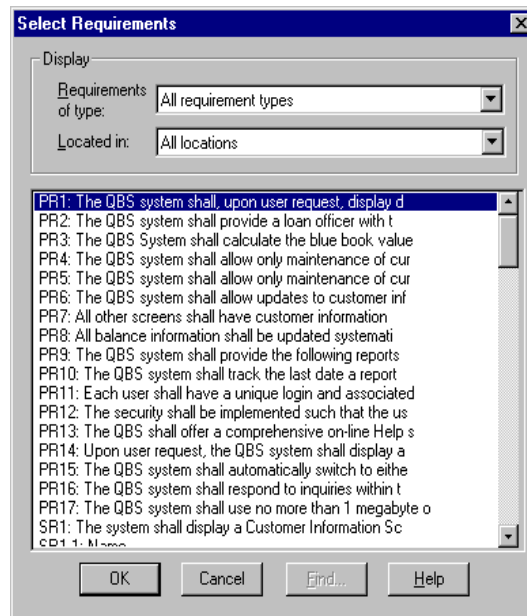 Select Requirements
Display
Requirements
of type:
All requirement types
Located in:
All locations
PR1: The QBS system shall, upon user request, display d
PR2: The QBS system shall provide a loan officer with t
PR3: The QBS System shall calculate the blue book value
PR4: The QBS system shall allow only maintenance of cur
PR5: The QBS system shall allow only maintenance of cur
PR6: The QBS system shall allow updates to customer inf
PR7: All other screens shall have customer information
PR8: All balance information shall be updated systemati
PR9: The QBS system shall provide the following reports
PR10: The QBS system shall track the last date a report
PR11: Each user shall have a unique login and associated
PR12: The security shall be implemented such that the us
PR13: The QBS shall offer a comprehensive on-line Help s
PR14: Upon user request, the QBS system shall display a
PR15: The QBS system shall automatically switch to eithe
PR16: The QBS system shall respond to inquiries within t
PR17: The QBS system shall use no more than 1 megabyte o
SR1: The system shall display a Customer Information Sc
SR1.1: Name
OK
Cancel
Find...
Help